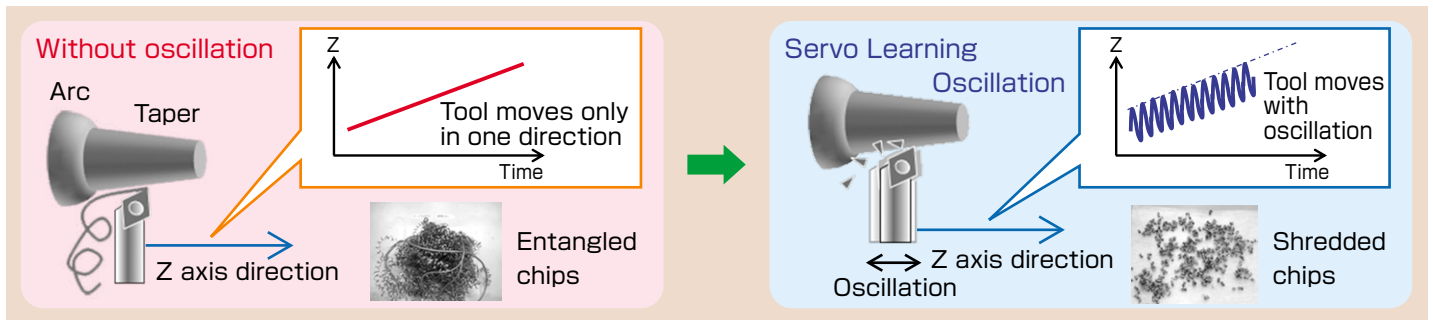 Without oscillation
Arc
Taper
Z
Tool moves only
in one direction
Time
Z axis direction
Entangled
chips
Servo Learning
Oscillation
Z
Tool moves
with
oscillation
Time
Z axis direction
Oscillation
Shredded
chips